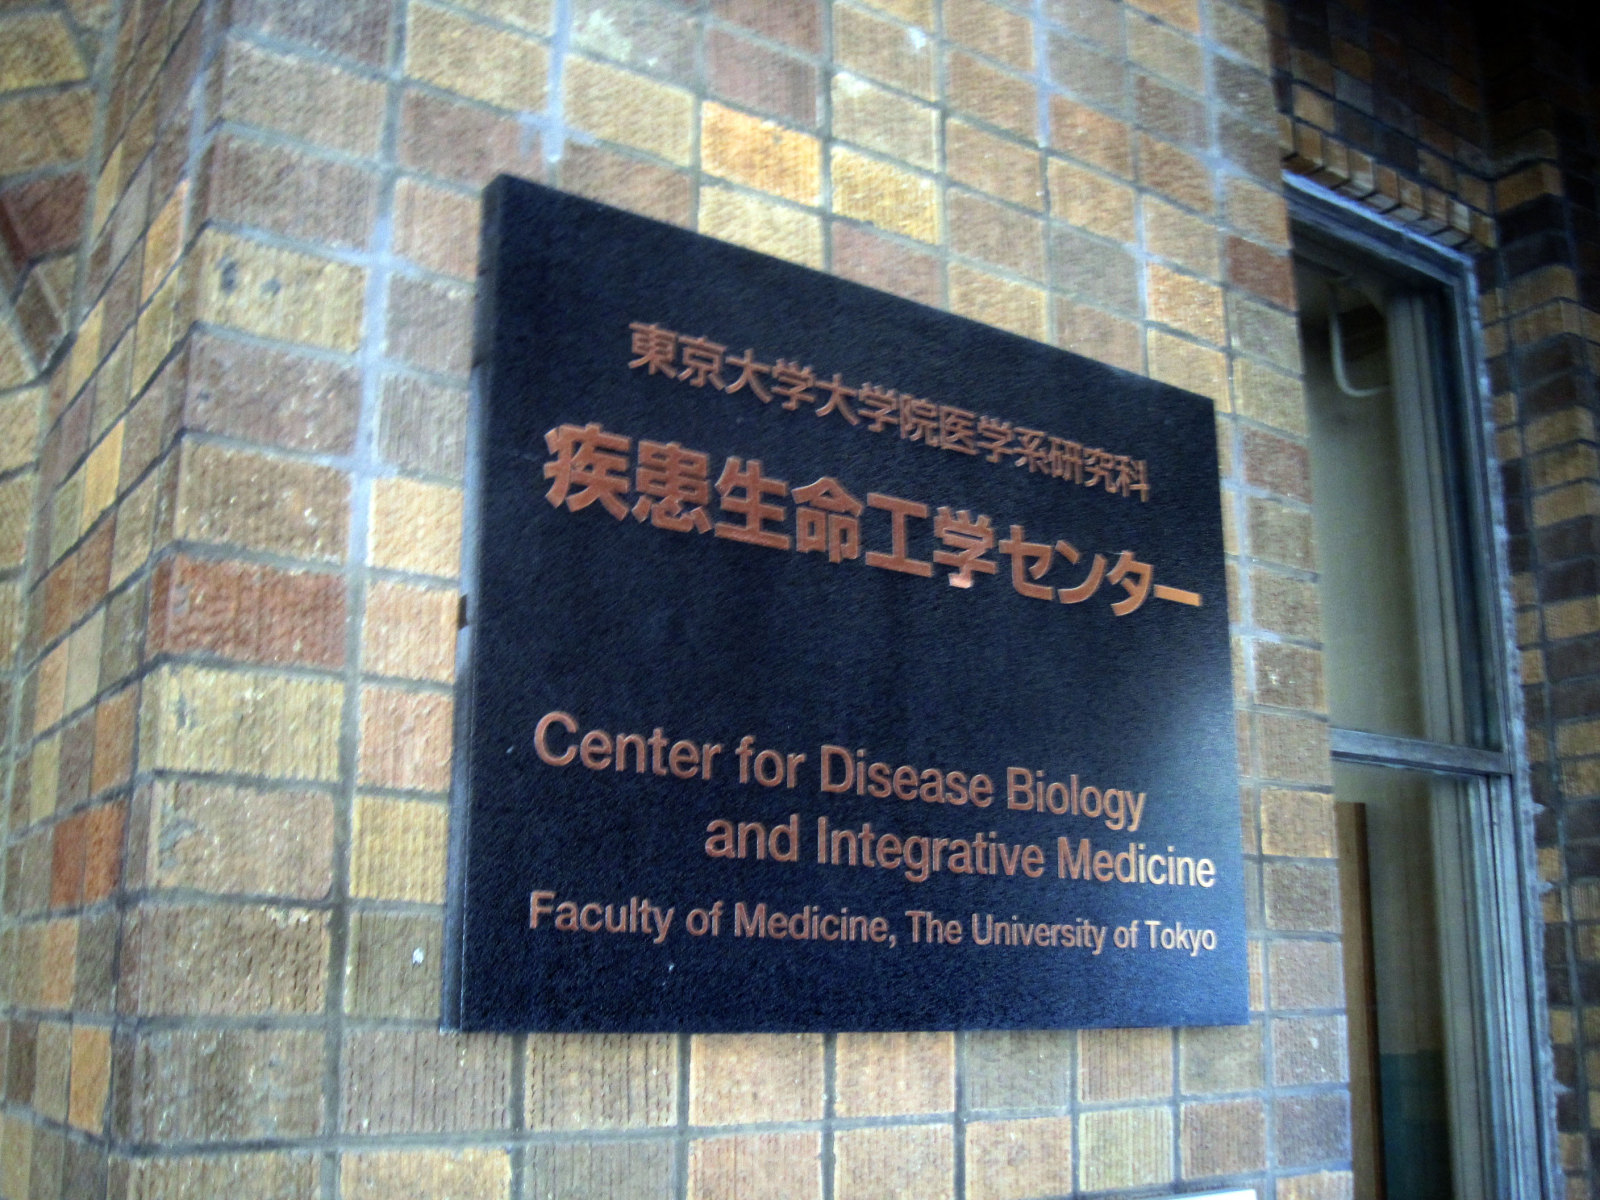 東京大学大学院医学系研究科
疾患生命工学センター
Center for Disease Biology
and Integrative Medicine
Faculty of Medicine, The University of Tokyo